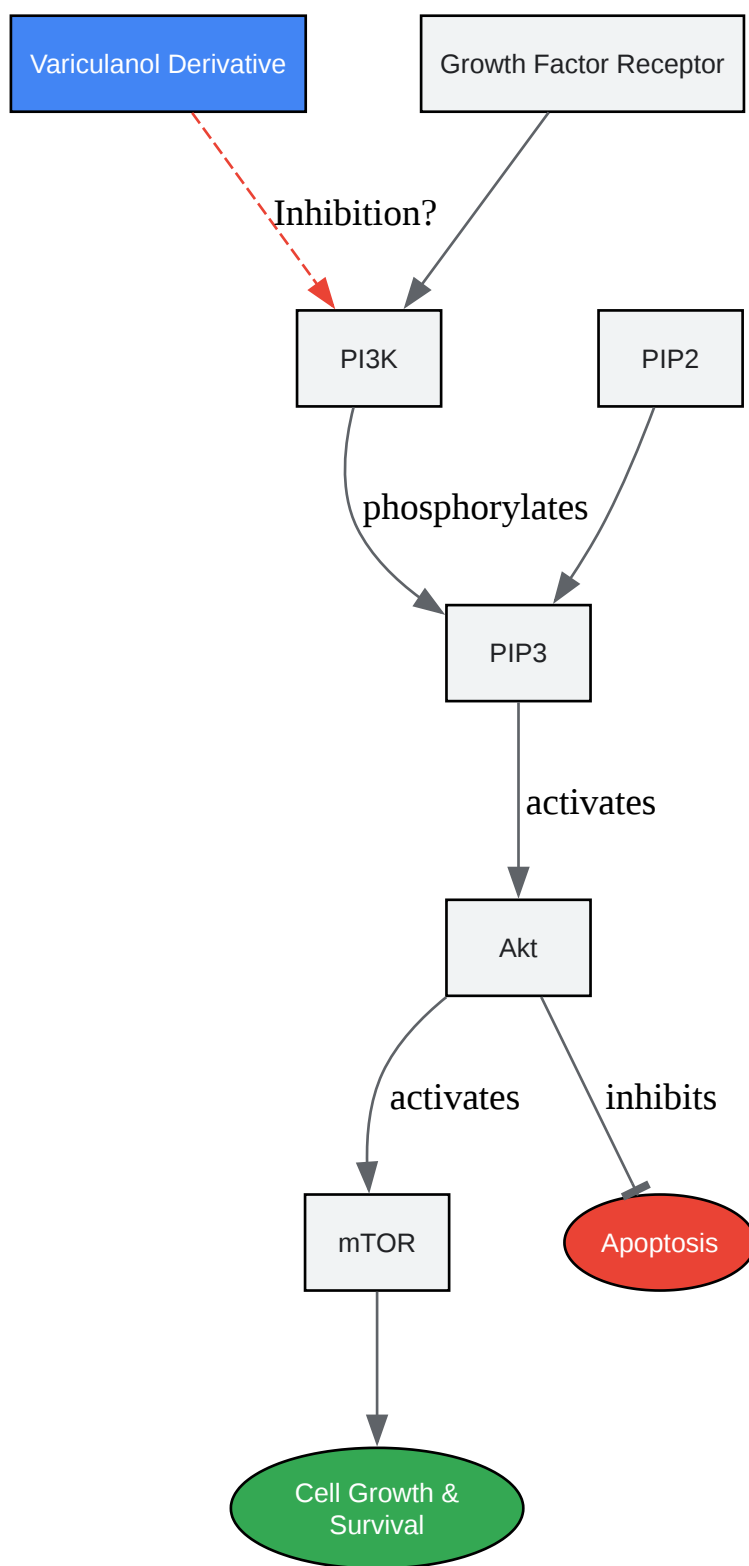 Variculanol Derivative
Growth Factor Receptor
Inhibition?
PI3K
PIP2
phosphorylates
PIP3
activates
Akt
activates
inhibits
mTOR
Apoptosis
Cell Growth &
Survival